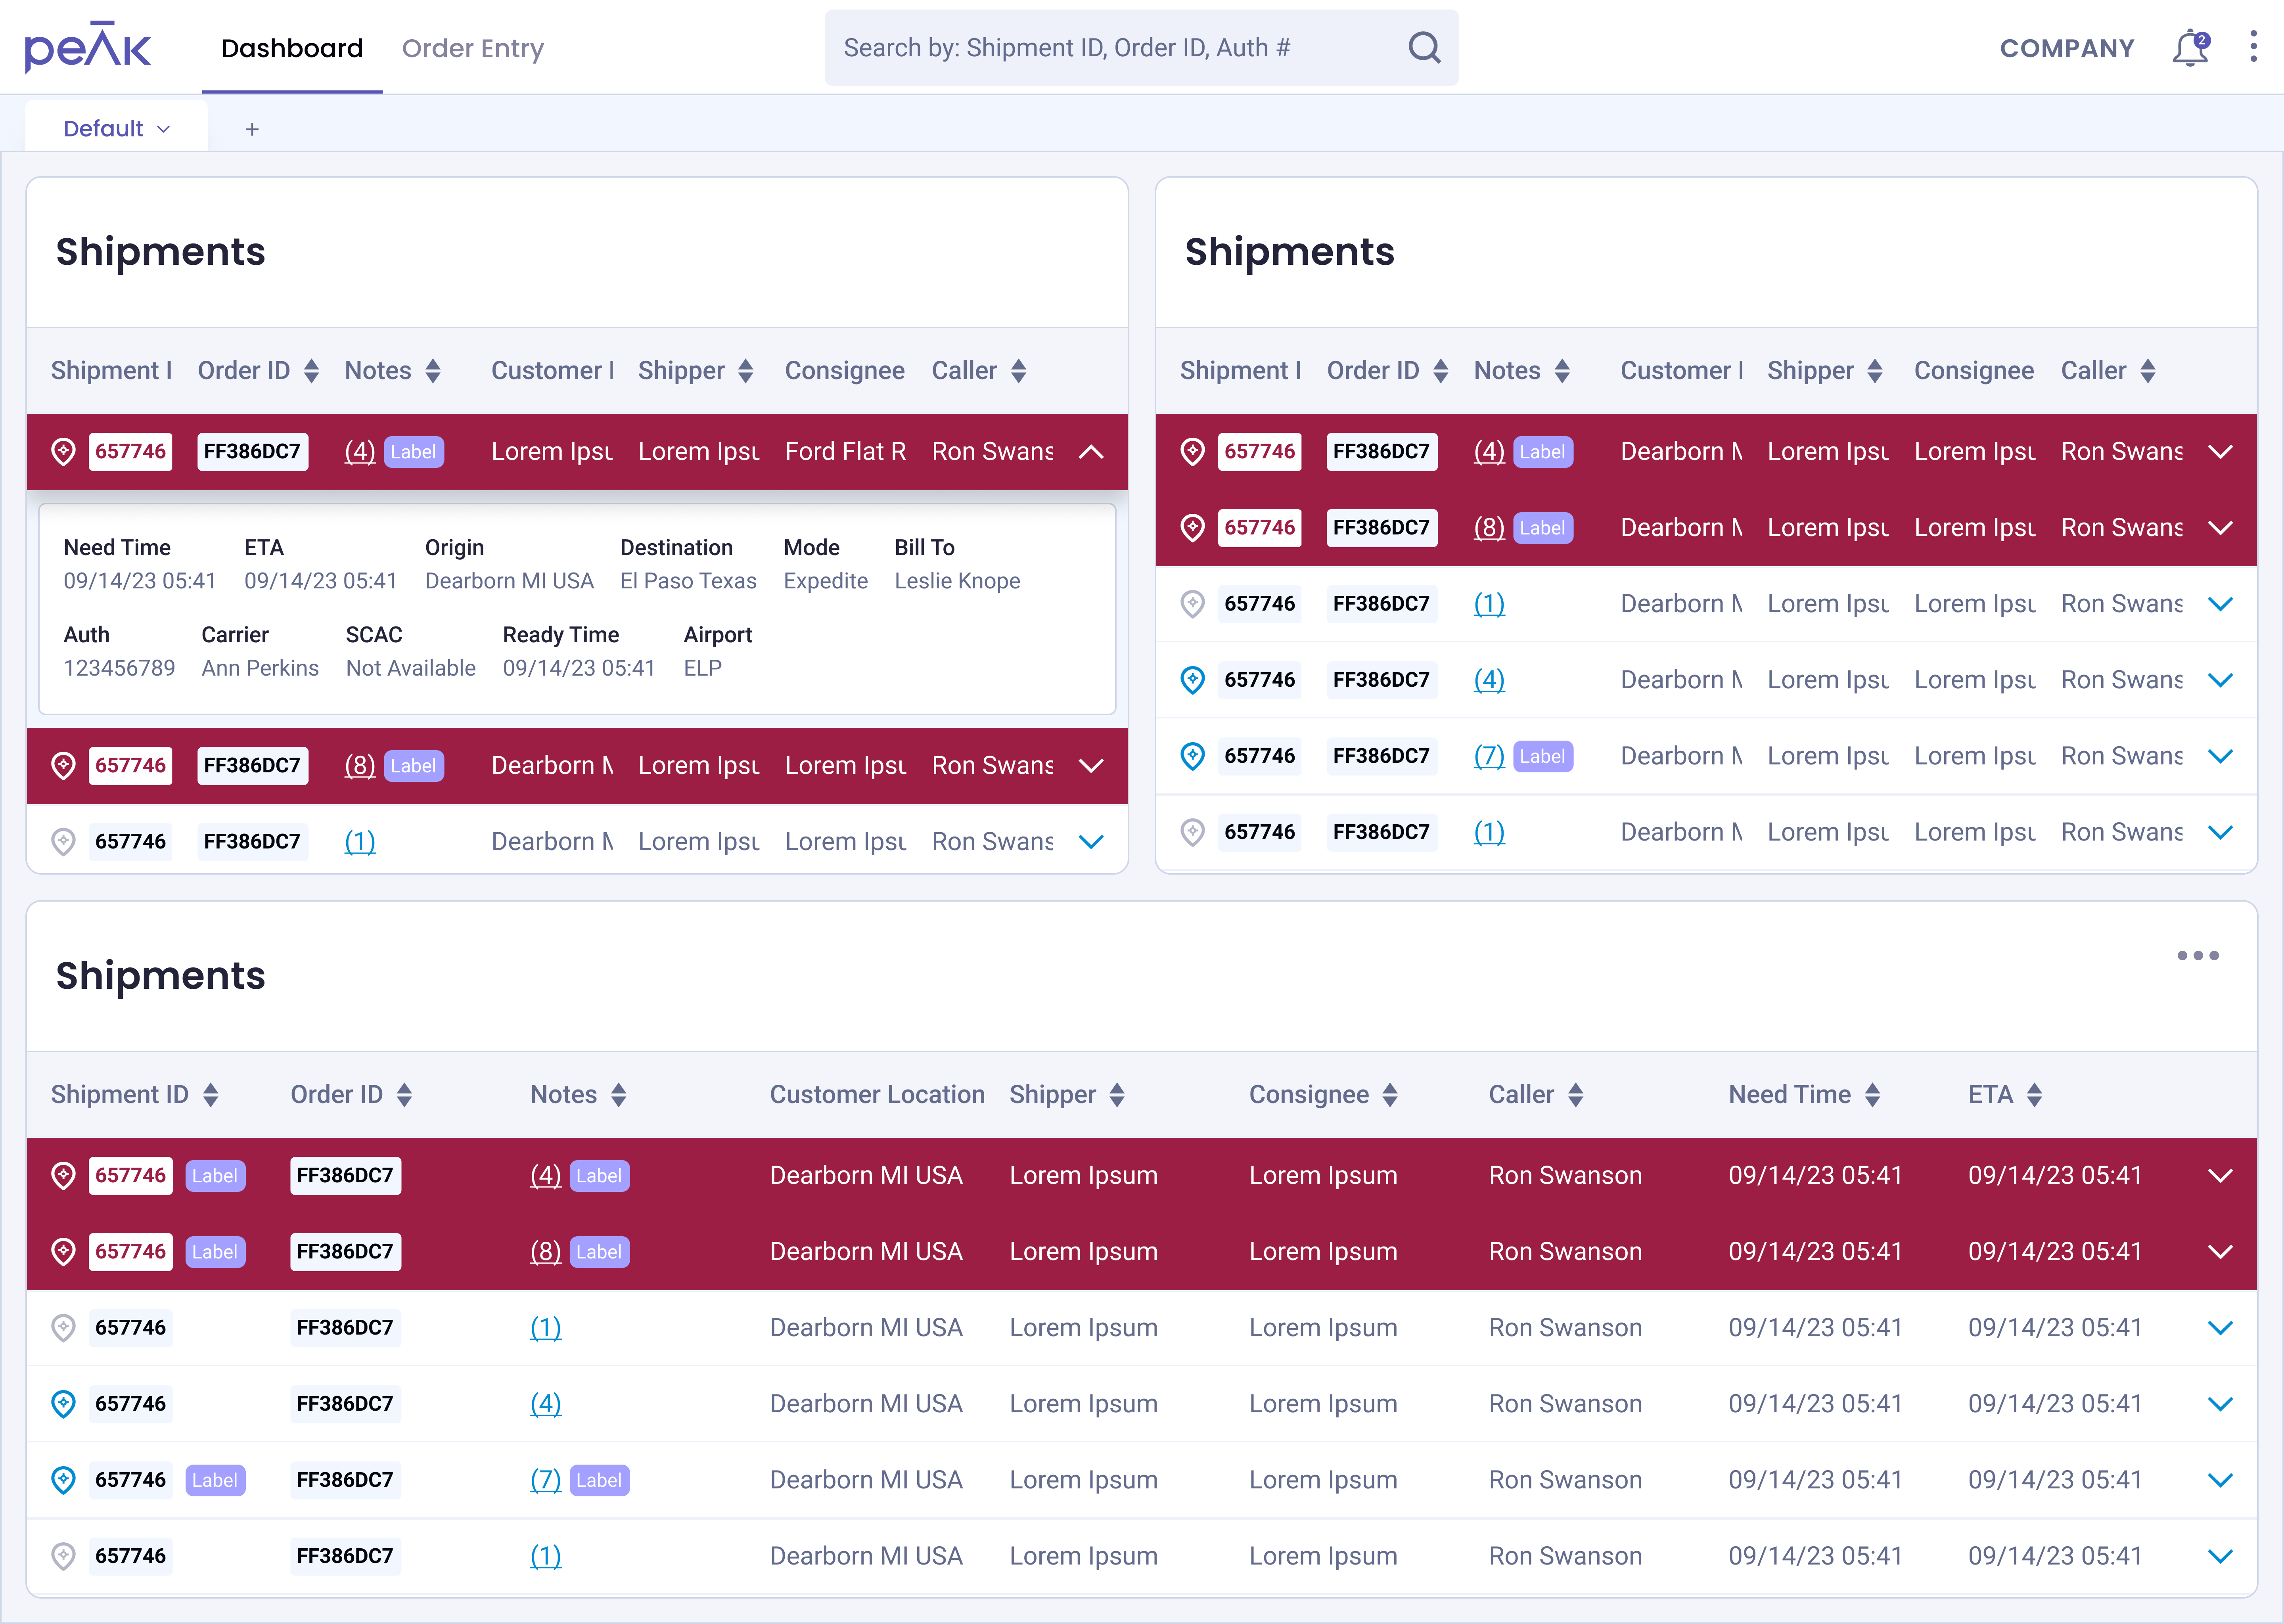 peāk Dashboard Order Entry Search by: Shipment ID, Order ID, Auth # COMPANY 2
Default +
Shipments
Shipment I Order ID Notes Customer l Shipper Consignee Caller
657746 FF386DC7 (4) Label Lorem Ipsu Lorem Ipsu Ford Flat R Ron Swans
Need Time ETA Origin Destination Mode Bill To
09/14/23 05:41 09/14/23 05:41 Dearborn MI USA El Paso Texas Expedite Leslie Knope
Auth Carrier SCAC Ready Time Airport
123456789 Ann Perkins Not Available 09/14/23 05:41 ELP
657746 FF386DC7 (8) Label Dearborn M Lorem Ipsu Lorem Ipsu Ron Swans
657746 FF386DC7 (1) Dearborn M Lorem Ipsu Lorem Ipsu Ron Swans
Shipments
Shipment I Order ID Notes Customer l Shipper Consignee Caller
657746 FF386DC7 (4) Label Dearborn M Lorem Ipsu Lorem Ipsu Ron Swans
657746 FF386DC7 (8) Label Dearborn M Lorem Ipsu Lorem Ipsu Ron Swans
657746 FF386DC7 (1) Dearborn M Lorem Ipsu Lorem Ipsu Ron Swans
657746 FF386DC7 (4) Dearborn M Lorem Ipsu Lorem Ipsu Ron Swans
657746 FF386DC7 (7) Label Dearborn M Lorem Ipsu Lorem Ipsu Ron Swans
657746 FF386DC7 (1) Dearborn M Lorem Ipsu Lorem Ipsu Ron Swans
Shipments
Shipment ID Order ID Notes Customer Location Shipper Consignee Caller Need Time ETA
657746 Label FF386DC7 (4) Label Dearborn MI USA Lorem Ipsum Lorem Ipsum Ron Swanson 09/14/23 05:41 09/14/23 05:41
657746 Label FF386DC7 (8) Label Dearborn MI USA Lorem Ipsum Lorem Ipsum Ron Swanson 09/14/23 05:41 09/14/23 05:41
657746 FF386DC7 (1) Dearborn MI USA Lorem Ipsum Lorem Ipsum Ron Swanson 09/14/23 05:41 09/14/23 05:41
657746 FF386DC7 (4) Dearborn MI USA Lorem Ipsum Lorem Ipsum Ron Swanson 09/14/23 05:41 09/14/23 05:41
657746 Label FF386DC7 (7) Label Dearborn MI USA Lorem Ipsum Lorem Ipsum Ron Swanson 09/14/23 05:41 09/14/23 05:41
657746 FF386DC7 (1) Dearborn MI USA Lorem Ipsum Lorem Ipsum Ron Swanson 09/14/23 05:41 09/14/23 05:41